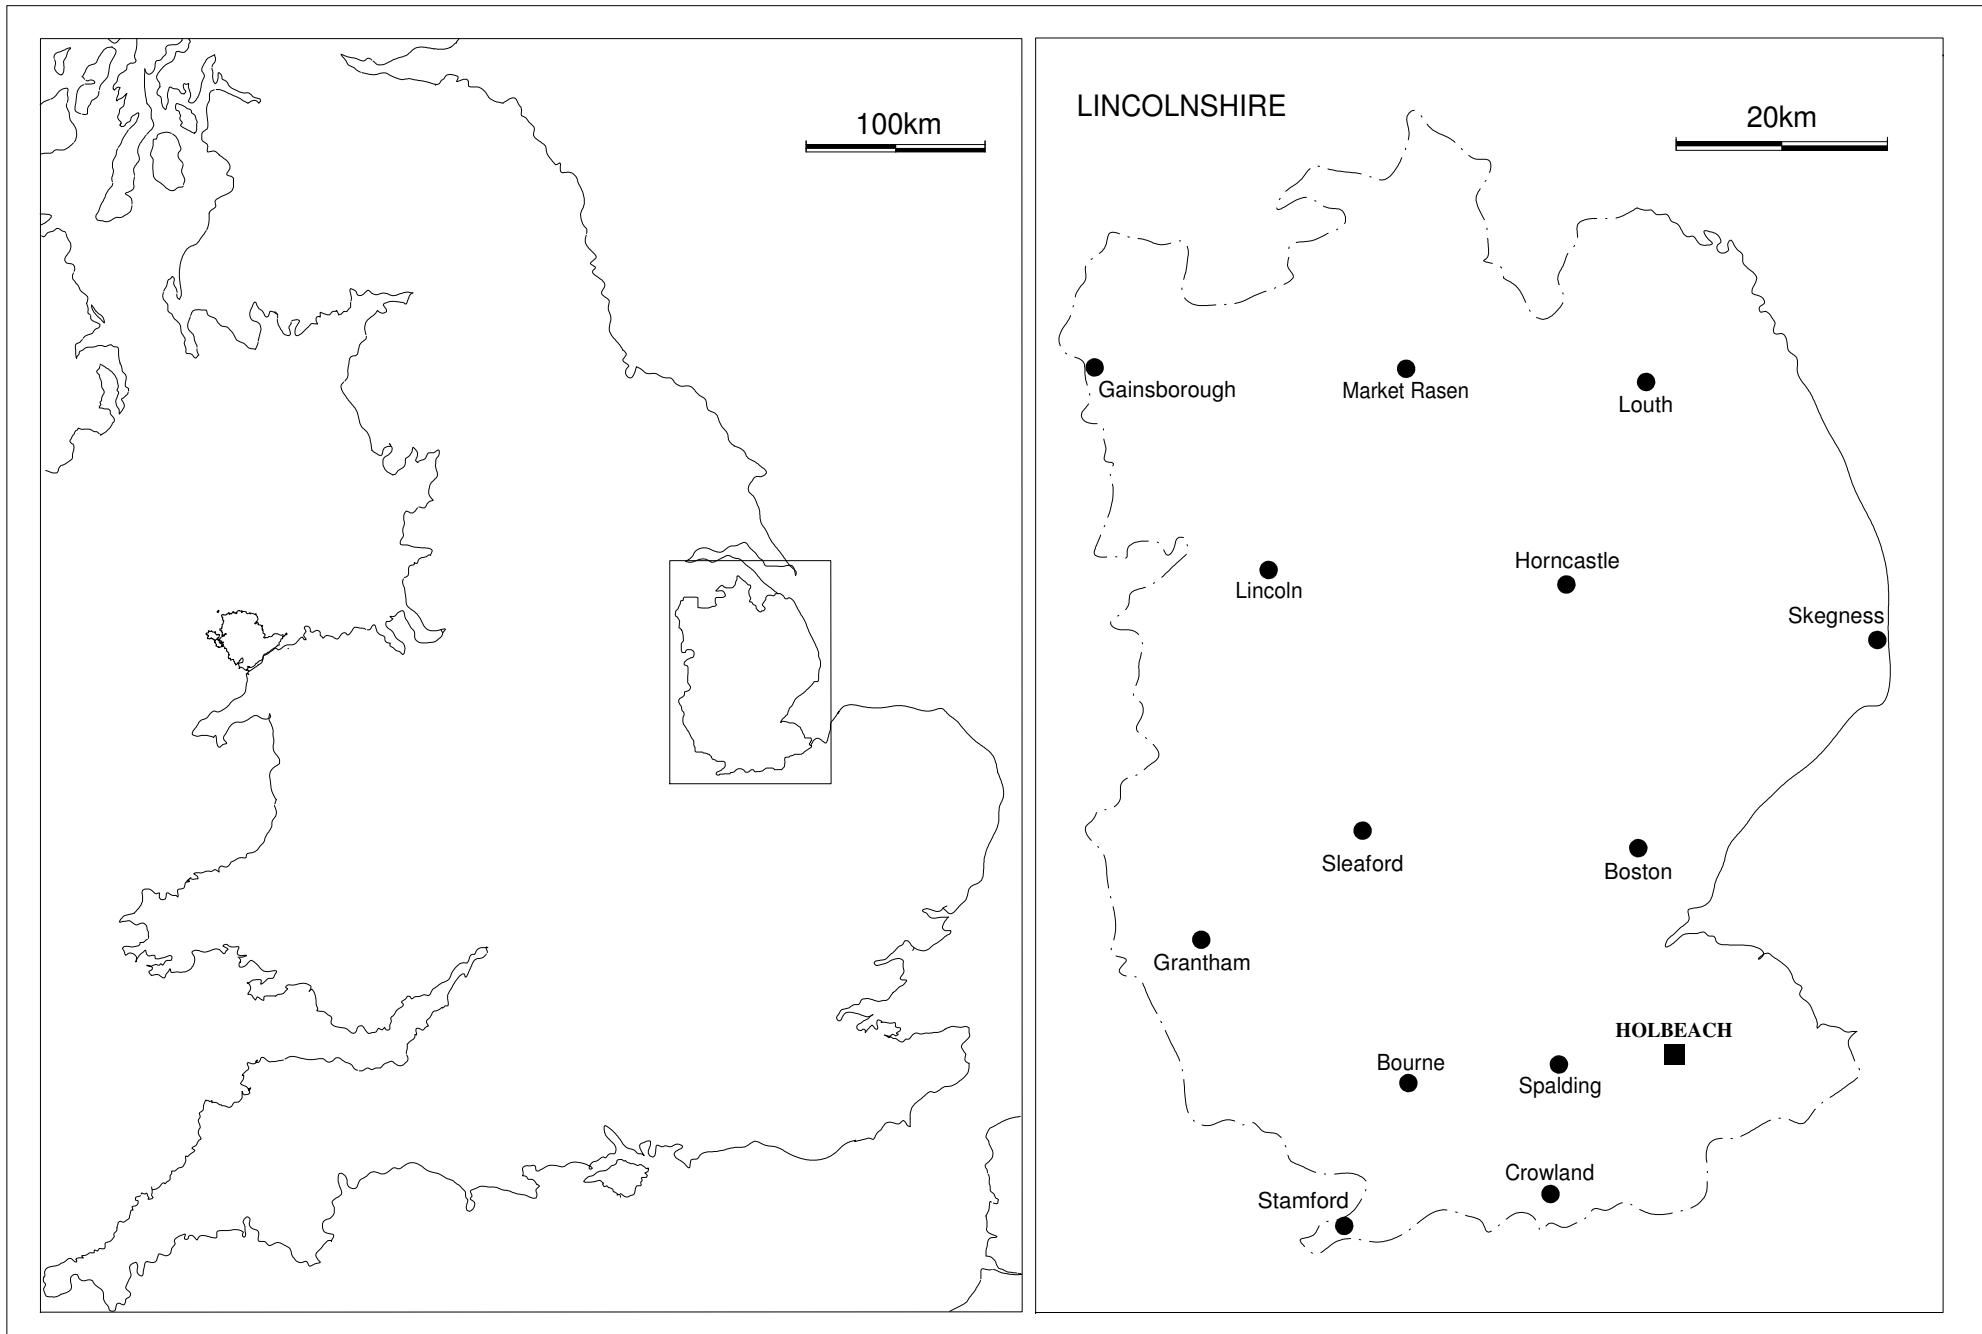 100km
LINCOLNSHIRE
20km
Gainsborough
Market Rasen
Louth
Lincoln
Horncastle
Skegness
Sleaford
Boston
Grantham
HOLBEACH
Bourne
Spalding
Crowland
Stamford